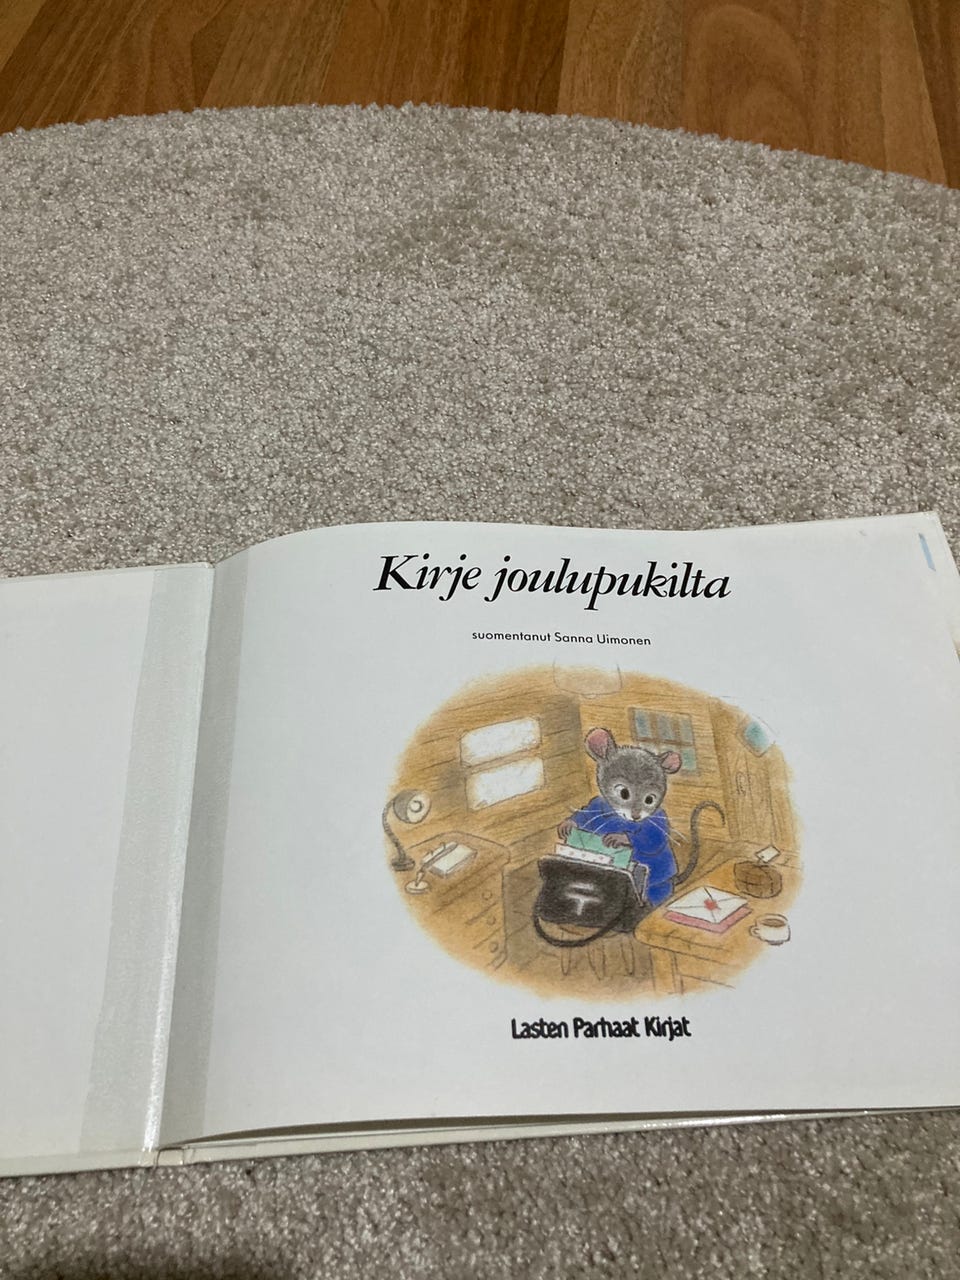 Kirje joulupukilta
suomentanut Sanna Uimonen
Lasten Parhaat Kirjat